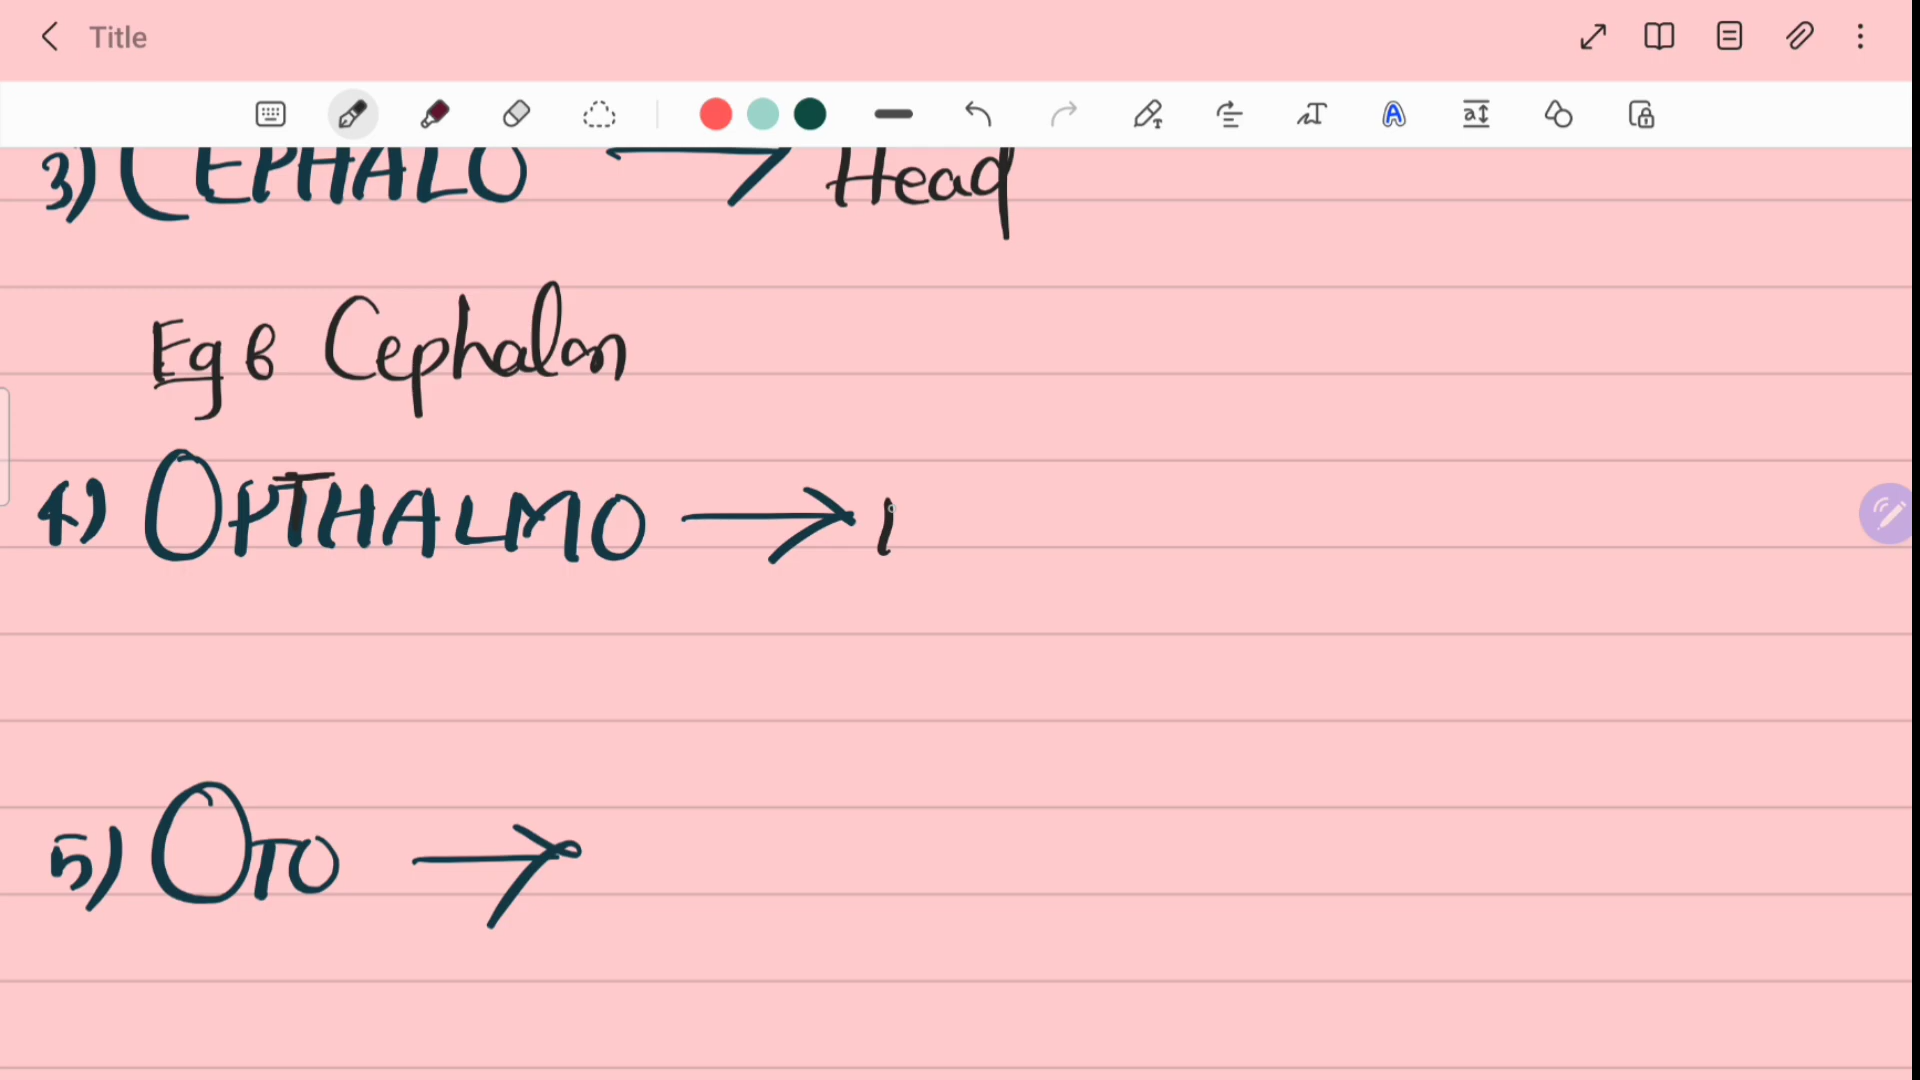 Title
3) CEPHALO → Head
Eg: Cephalon
4) OPTHALMO →
5) OTO →